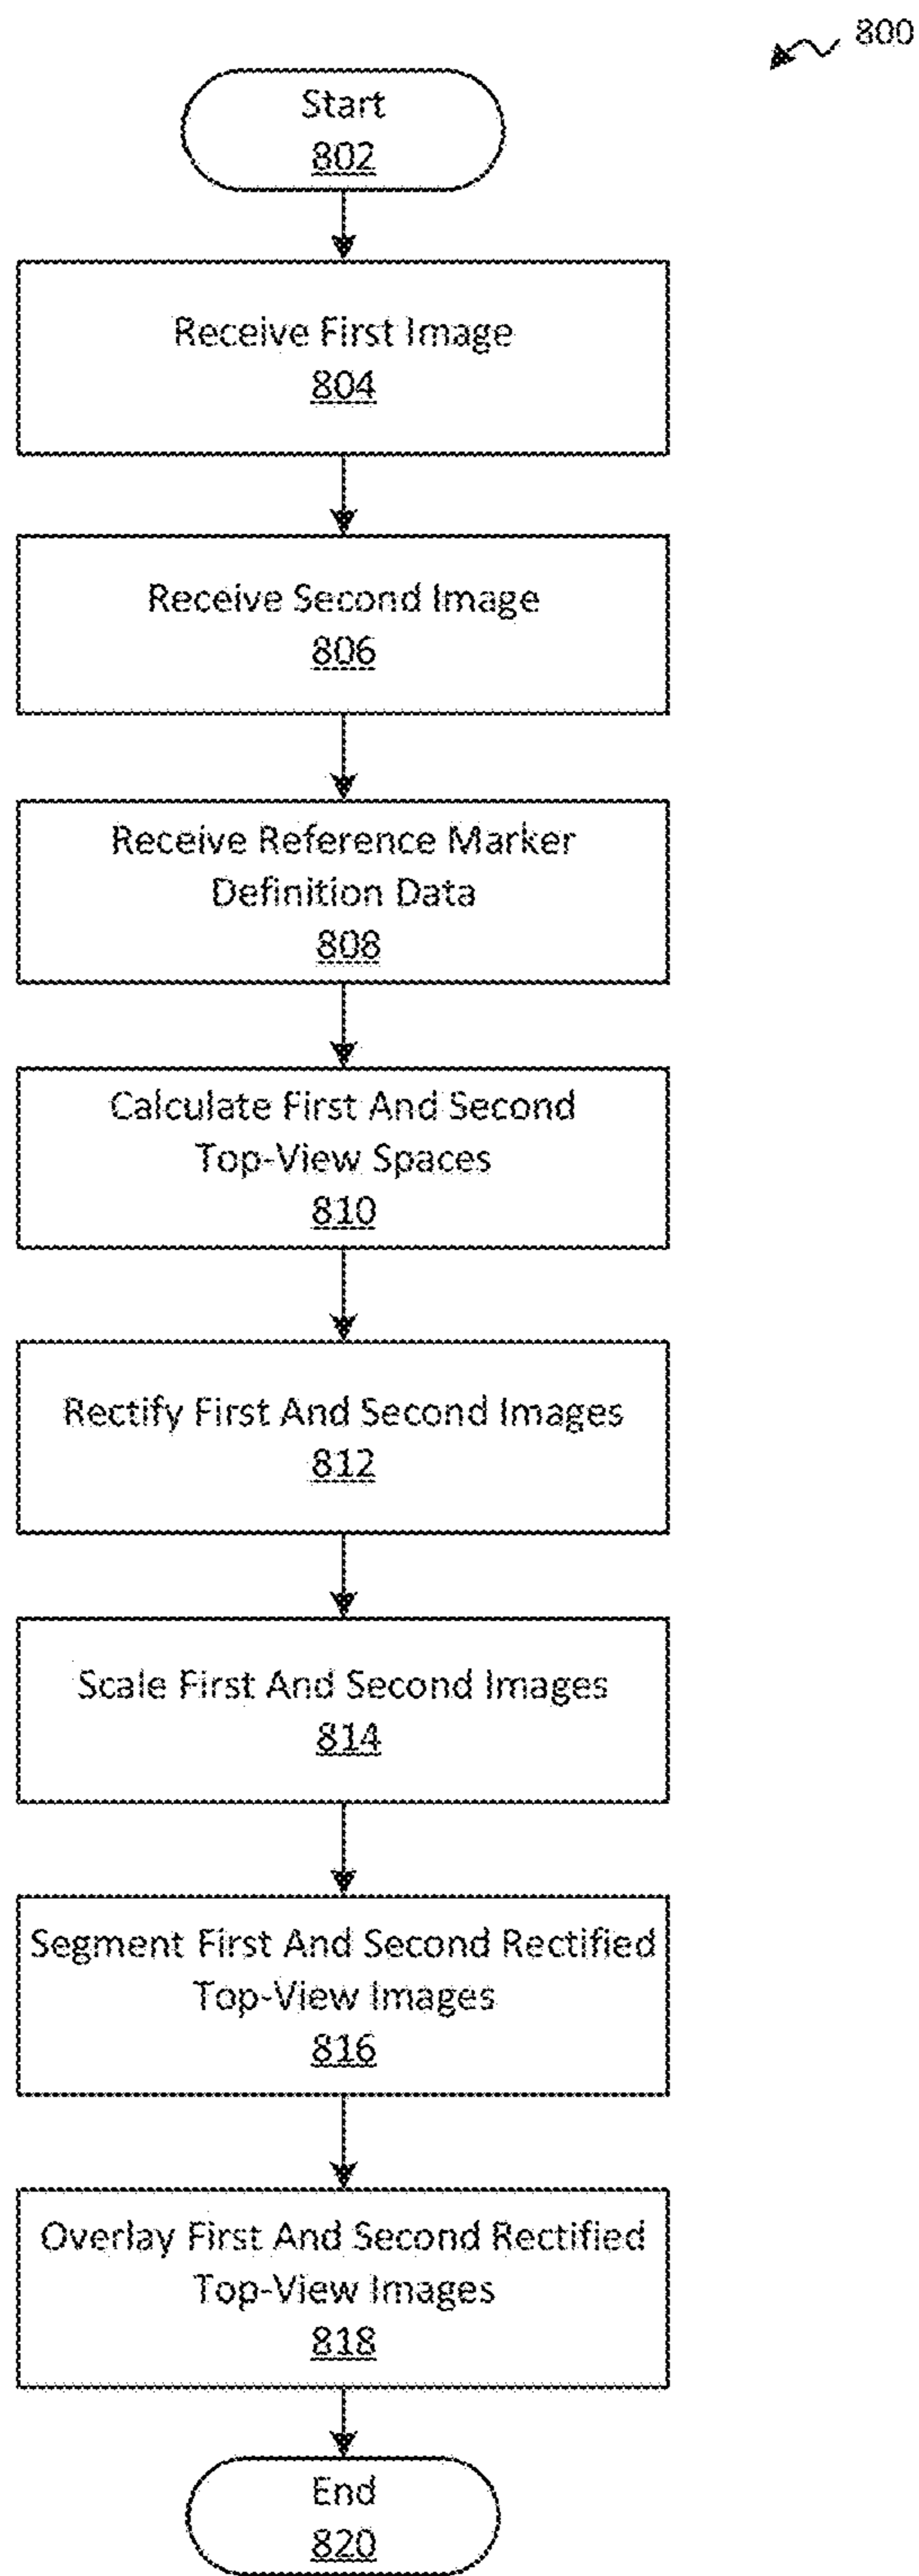 800
Start
802
Receive First Image
804
Receive Second Image
806
Receive Reference Marker
Definition Data
808
Calculate First And Second
Top-View Spaces
810
Rectify First And Second Images
812
Scale First And Second Images
814
Segment First And Second Rectified
Top-View Images
816
Overlay First And Second Rectified
Top-View Images
818
End
820